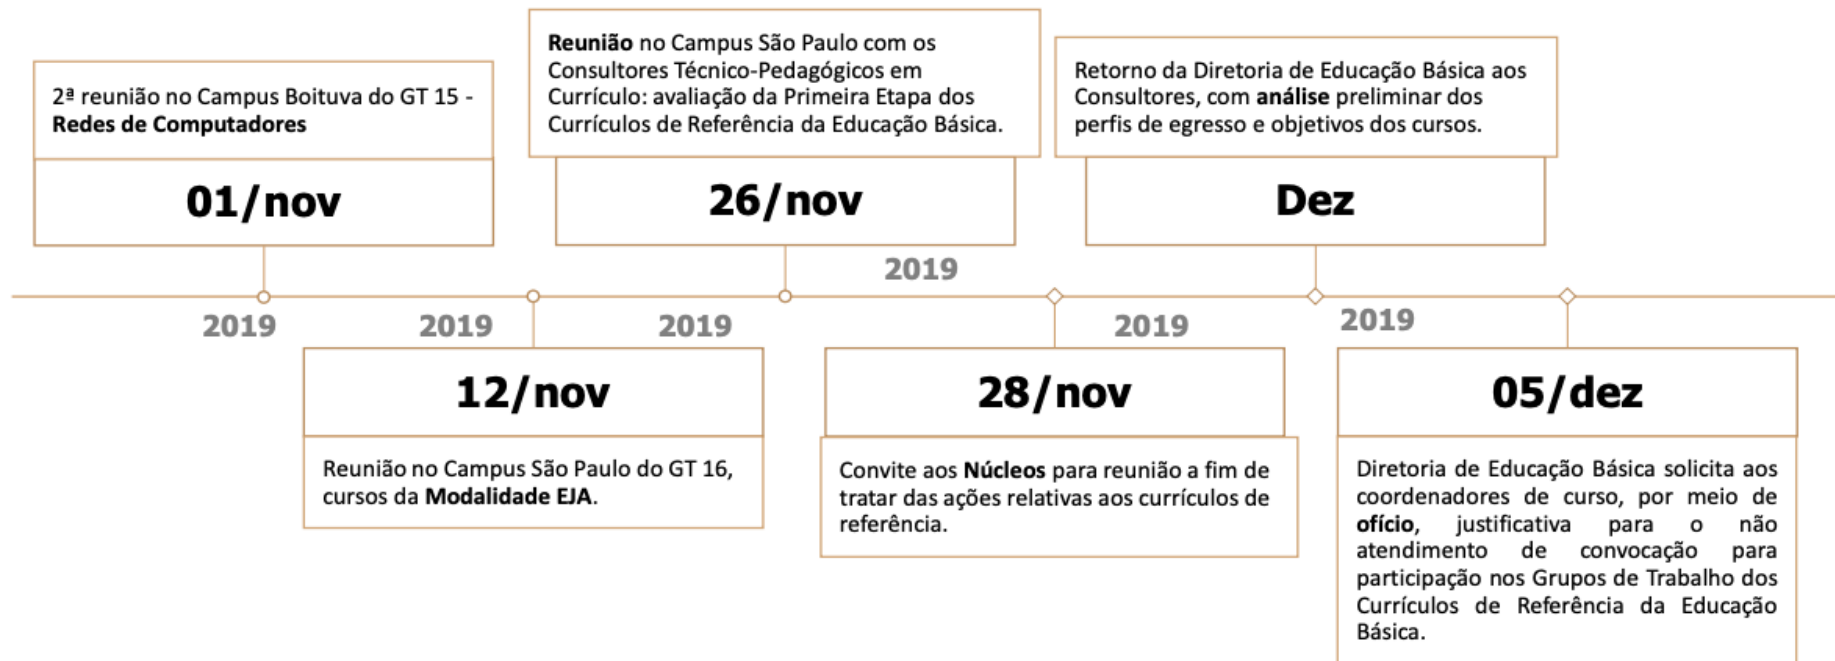 2ª reunião no Campus Boituva do GT 15 -
Redes de Computadores
01/nov
2019
2019
12/nov
Reunião no Campus São Paulo do GT 16,
cursos da Modalidade EJA.
Reunião no Campus São Paulo com os
Consultores Técnico-Pedagógicos em
Currículo: avaliação da Primeira Etapa dos
Currículos de Referência da Educação Básica.
26/nov
2019
2019
28/nov
Convite aos Núcleos para reunião a fim de
tratar das ações relativas aos currículos de
referência.
Retorno da Diretoria de Educação Básica aos
Consultores, com análise preliminar dos
perfis de egresso e objetivos dos cursos.
Dez
2019
2019
05/dez
Diretoria de Educação Básica solicita aos
coordenadores de curso, por meio de
ofício, justificativa para o não
atendimento de convocação para
participação nos Grupos de Trabalho dos
Currículos de Referência da Educação
Básica.